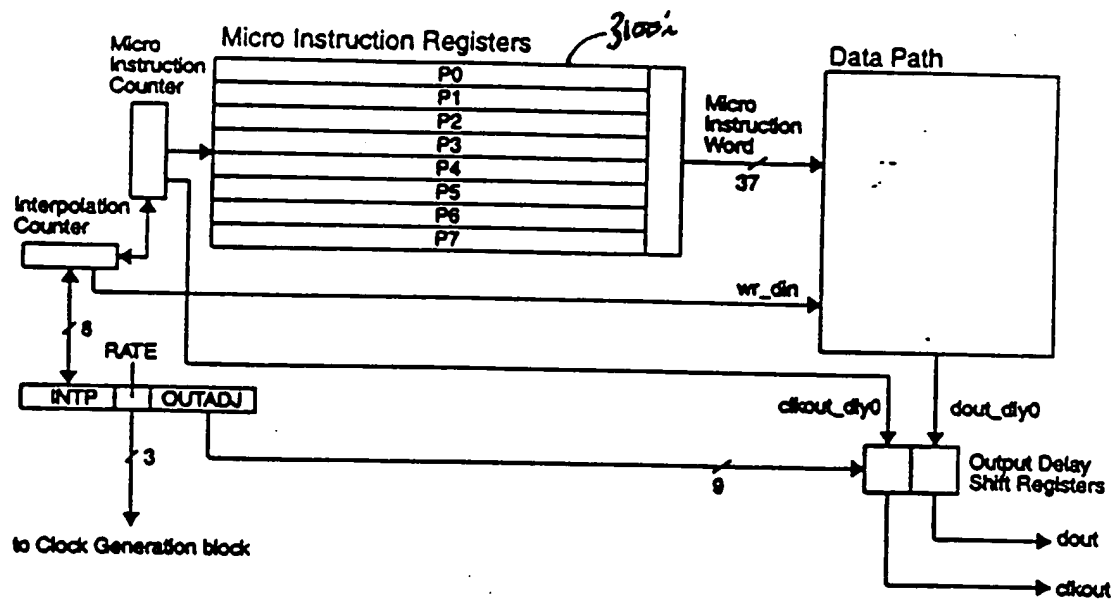 Micro Instruction Registers
Micro
Instruction
Counter
P0
P1
P2
P3
P4
P5
P6
P7
Data Path
Micro
Instruction
Word
37
Interpolation
Counter
wr_din
RATE
INTP
OUTADJ
clkout_dly0
dout_dly0
3
9
Output Delay
Shift Registers
to Clock Generation block
dout
clkout